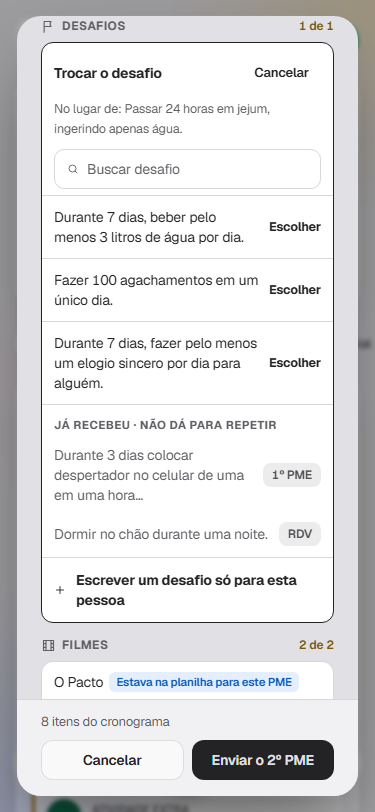 DESAFIOS 1 de 1
Trocar o desafio Cancelar
No lugar de: Passar 24 horas em jejum,
ingerindo apenas água.
Buscar desafio
Durante 7 dias, beber pelo
menos 3 litros de água por dia.
Escolher
Fazer 100 agachamentos em um
único dia.
Escolher
Durante 7 dias, fazer pelo menos
um elogio sincero por dia para
alguém.
Escolher
JÁ RECEBEU · NÃO DÁ PARA REPETIR
Durante 3 dias colocar
despertador no celular de uma
em uma hora...
1º PME
Dormir no chão durante uma noite. RDV
+ Escrever um desafio só para esta
pessoa
FILMES 2 de 2
O Pacto Estava na planilha para este PME
8 itens do cronograma
Cancelar Enviar o 2º PME